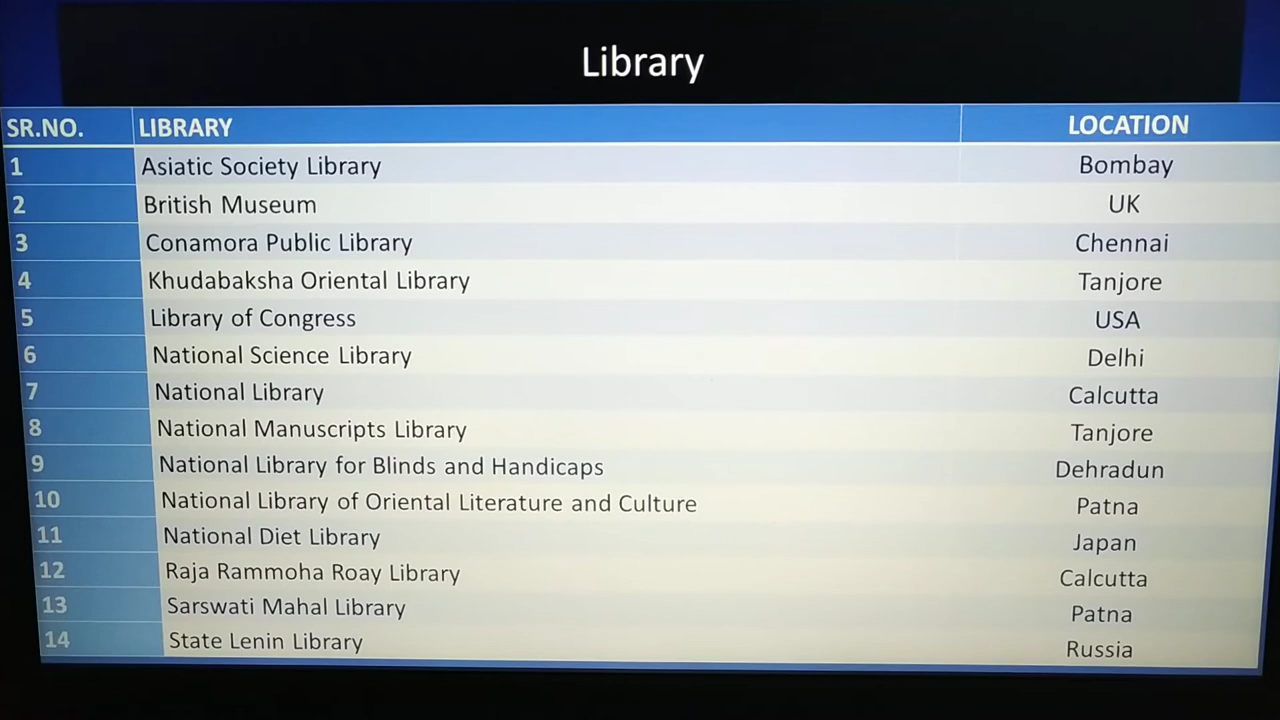 Library
SR.NO. LIBRARY LOCATION
1 Asiatic Society Library Bombay
2 British Museum UK
3 Conamora Public Library Chennai
4 Khudabaksha Oriental Library Tanjore
5 Library of Congress USA
6 National Science Library Delhi
7 National Library Calcutta
8 National Manuscripts Library Tanjore
9 National Library for Blinds and Handicaps Dehradun
10 National Library of Oriental Literature and Culture Patna
11 National Diet Library Japan
12 Raja Rammoha Roay Library Calcutta
13 Sarswati Mahal Library Patna
14 State Lenin Library Russia